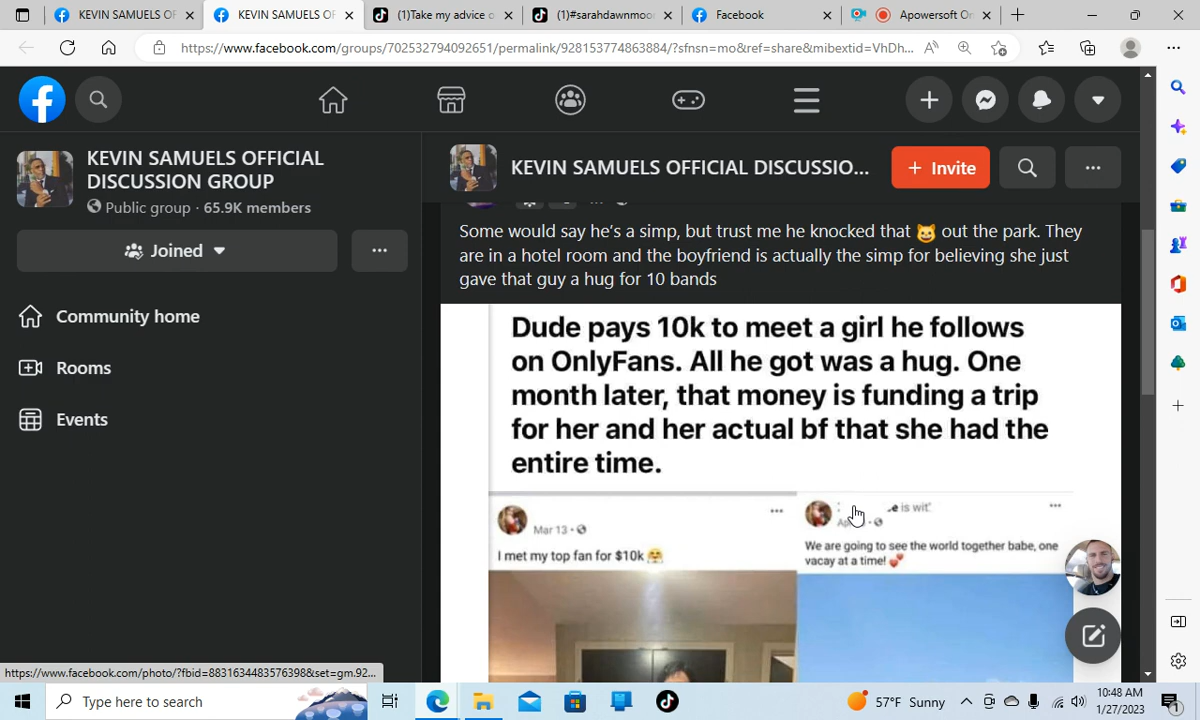 KEVIN SAMUELS OF
KEVIN SAMUELS OF
(1)Take my advice o
(1)#sarahdawnmoo
Facebook
Apowersoft On
https://www.facebook.com/groups/702532794092651/permalink/928153774863884/?sfnsn=mo&ref=share&mibextid=VhDh...
KEVIN SAMUELS OFFICIAL
DISCUSSION GROUP
Public group · 65.9K members
Joined
Community home
Rooms
Events
KEVIN SAMUELS OFFICIAL DISCUSSIO...
+ Invite
Some would say he's a simp, but trust me he knocked that 😺 out the park. They
are in a hotel room and the boyfriend is actually the simp for believing she just
gave that guy a hug for 10 bands
Dude pays 10k to meet a girl he follows
on OnlyFans. All he got was a hug. One
month later, that money is funding a trip
for her and her actual bf that she had the
entire time.
Mar 13 ·
I met my top fan for $10k 🤗
e is wit
We are going to see the world together babe, one
vacay at a time! 💕
https://www.facebook.com/photo/?fbid=883163448357639&set=gm.92...
Type here to search
57°F Sunny
10:48 AM
1/27/2023
1